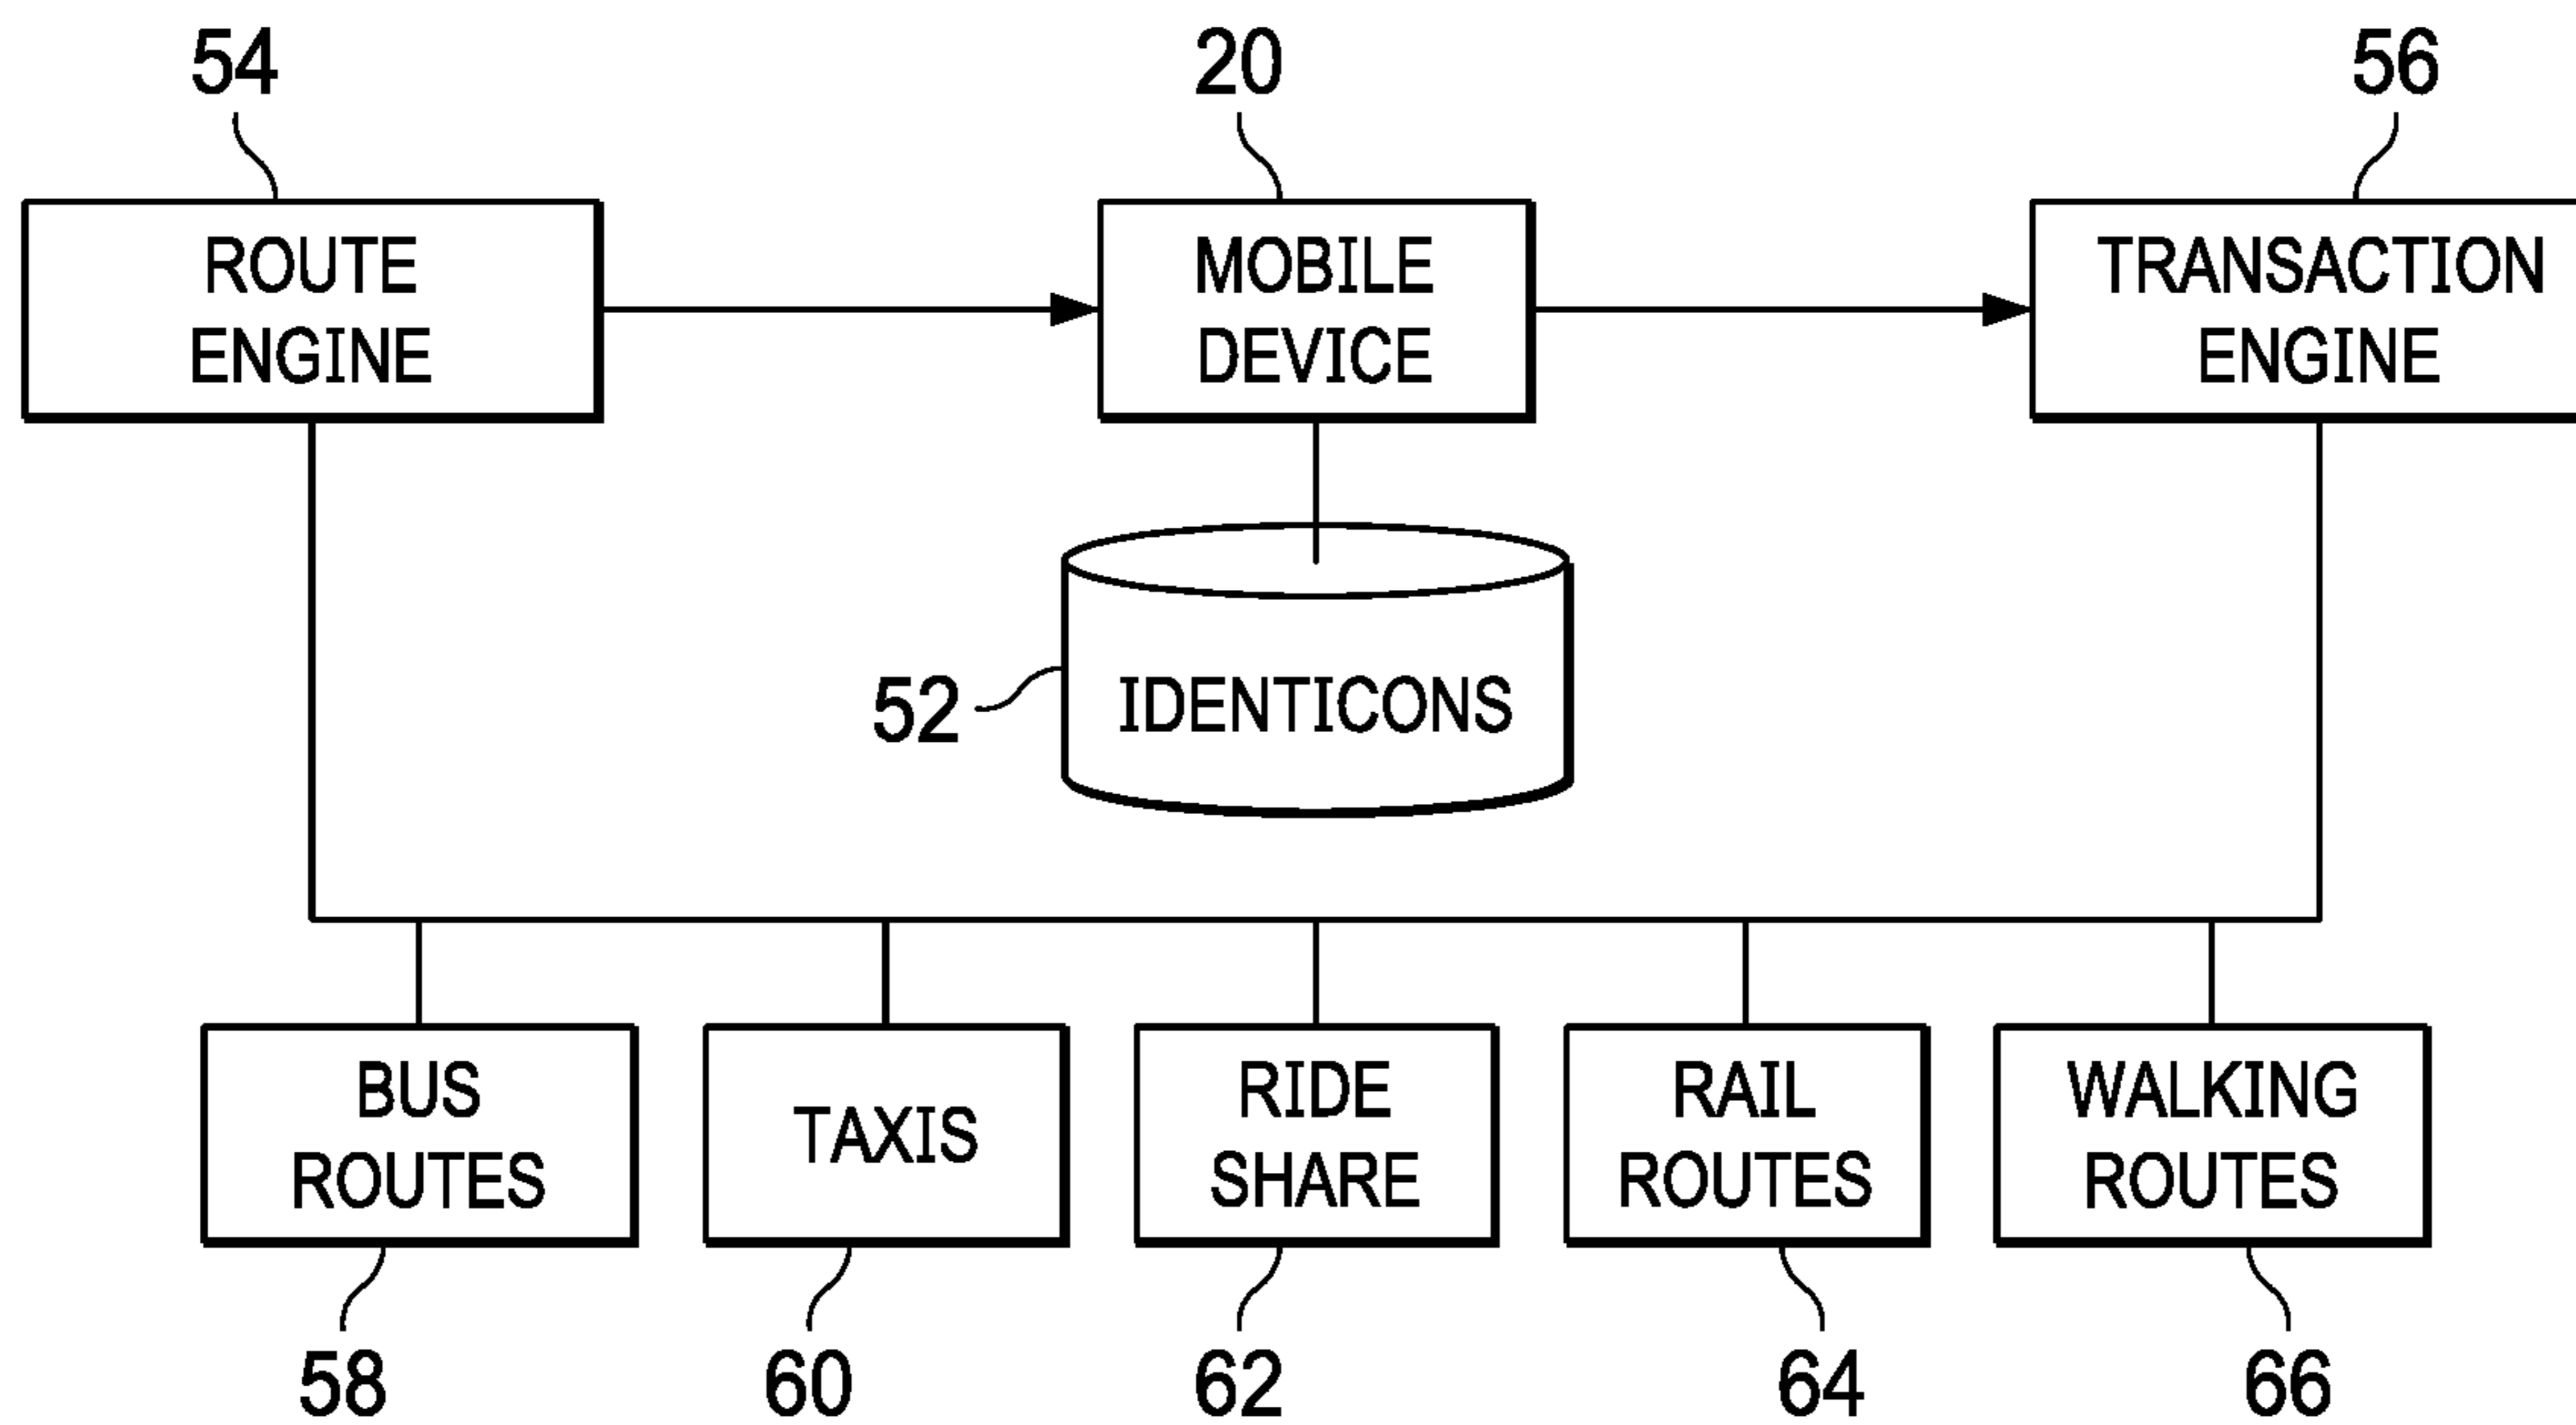 54
20
56
ROUTE
ENGINE
MOBILE
DEVICE
TRANSACTION
ENGINE
52
IDENTICONS
BUS
ROUTES
TAXIS
RIDE
SHARE
RAIL
ROUTES
WALKING
ROUTES
58
60
62
64
66